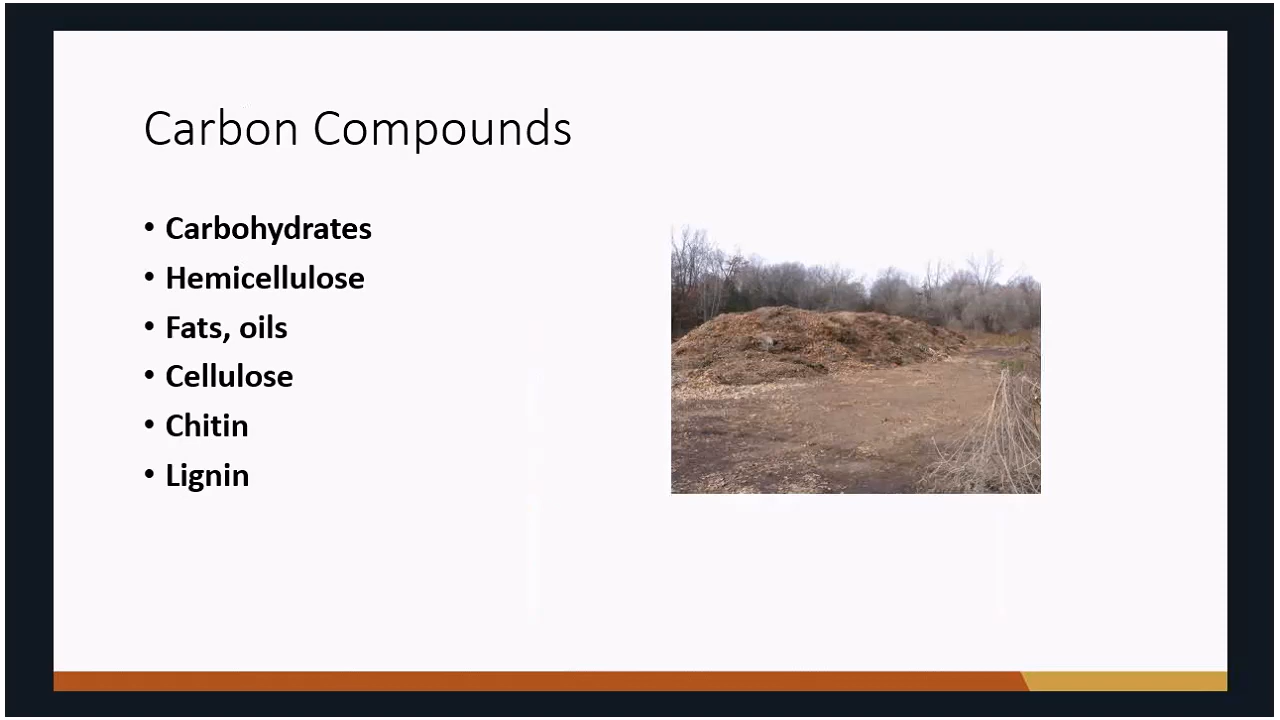 Carbon Compounds
• Carbohydrates
• Hemicellulose
• Fats, oils
• Cellulose
• Chitin
• Lignin